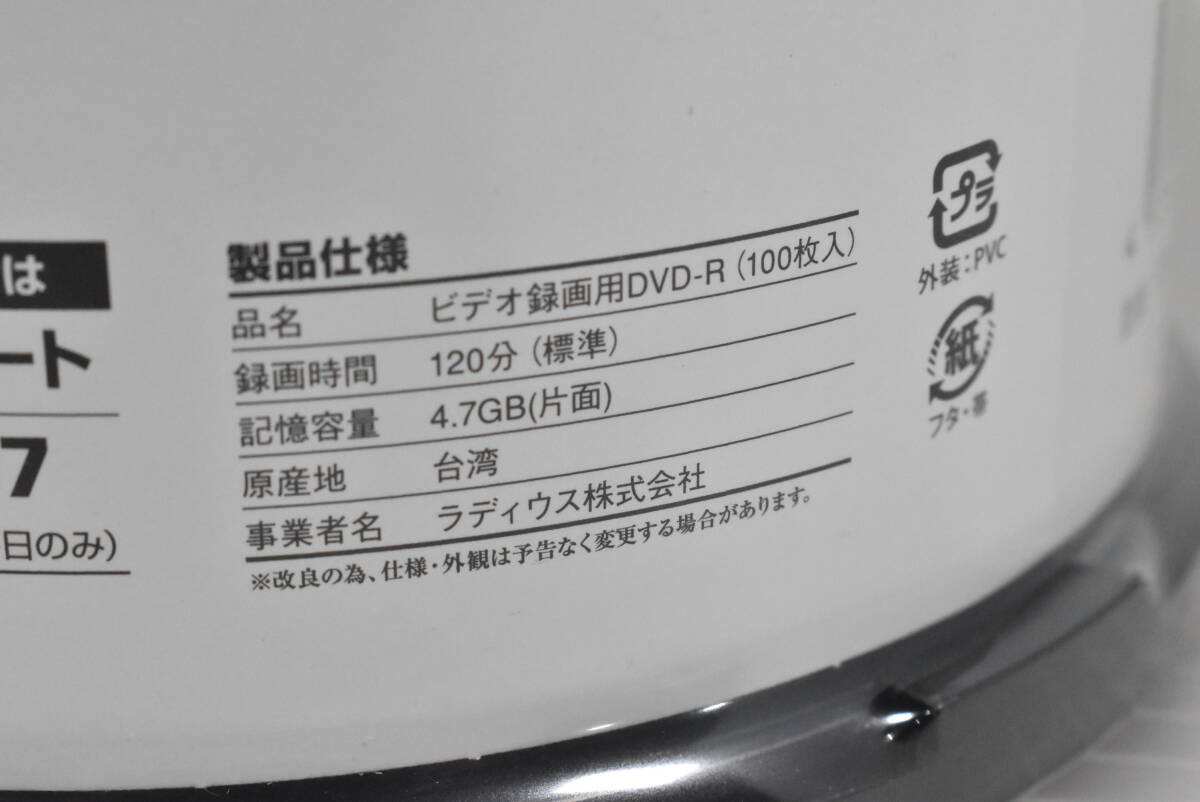 は
ート
7
日のみ)
製品仕様
品名 ビデオ録画用DVD-R (100枚入)
録画時間 120分 (標準)
記憶容量 4.7GB(片面)
原産地 台湾
事業者名 ラディウス株式会社
※改良の為、仕様・外観は予告なく変更する場合があります。
プラ
外装:PVC
紙
フタ・帯